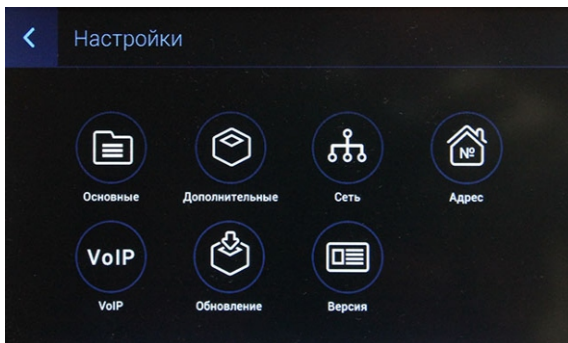 Настройки
№
Основные
Дополнительные
Сеть
Адрес
VoIP
VoIP
Обновление
Версия